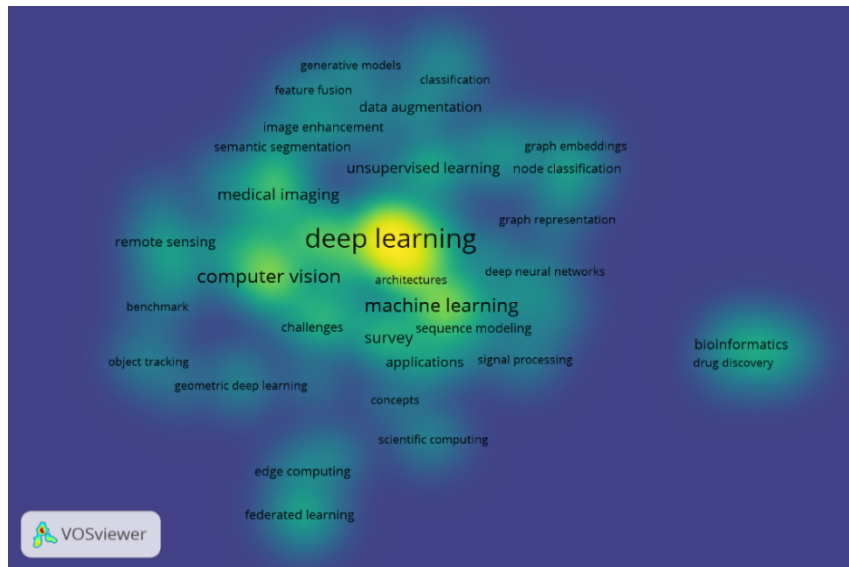 generative models
classification
feature fusion
data augmentation
image enhancement
semantic segmentation
graph embeddings
unsupervised learning
node classification
medical imaging
graph representation
deep learning
remote sensing
deep neural networks
computer vision
architectures
benchmark
machine learning
challenges
sequence modeling
survey
bioinformatics
object tracking
applications
signal processing
drug discovery
geometric deep learning
concepts
scientific computing
edge computing
federated learning
VOSviewer